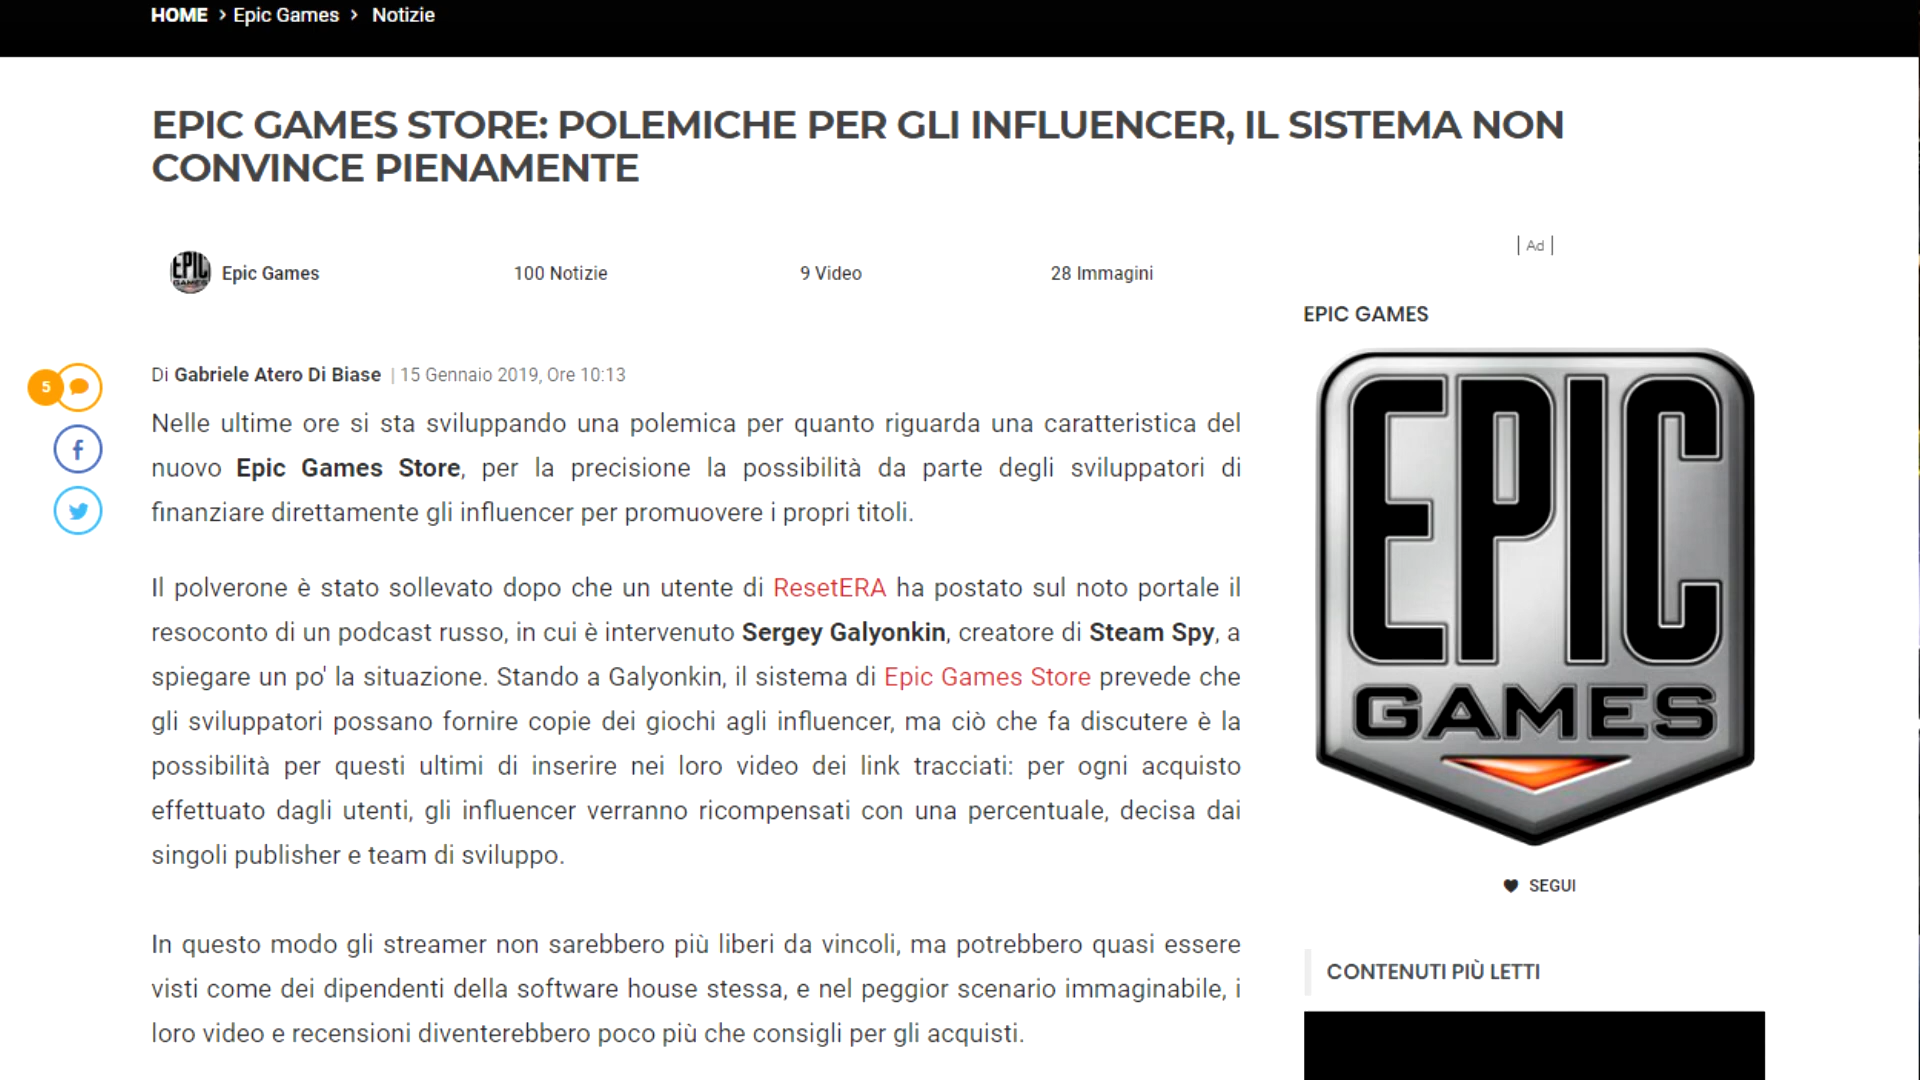 HOME > Epic Games > Notizie
EPIC GAMES STORE: POLEMICHE PER GLI INFLUENCER, IL SISTEMA NON
CONVINCE PIENAMENTE
EPIC GAMES Epic Games 100 Notizie 9 Video 28 Immagini
Di Gabriele Atero Di Biase | 15 Gennaio 2019, Ore 10:13
5
Nelle ultime ore si sta sviluppando una polemica per quanto riguarda una caratteristica del
nuovo Epic Games Store, per la precisione la possibilità da parte degli sviluppatori di
finanziare direttamente gli influencer per promuovere i propri titoli.
Il polverone è stato sollevato dopo che un utente di ResetERA ha postato sul noto portale il
resoconto di un podcast russo, in cui è intervenuto Sergey Galyonkin, creatore di Steam Spy, a
spiegare un po' la situazione. Stando a Galyonkin, il sistema di Epic Games Store prevede che
gli sviluppatori possano fornire copie dei giochi agli influencer, ma ciò che fa discutere è la
possibilità per questi ultimi di inserire nei loro video dei link tracciati: per ogni acquisto
effettuato dagli utenti, gli influencer verranno ricompensati con una percentuale, decisa dai
singoli publisher e team di sviluppo.
In questo modo gli streamer non sarebbero più liberi da vincoli, ma potrebbero quasi essere
visti come dei dipendenti della software house stessa, e nel peggior scenario immaginabile, i
loro video e recensioni diventerebbero poco più che consigli per gli acquisti.
| Ad |
EPIC GAMES
EPIC
GAMES
SEGUI
CONTENUTI PIÙ LETTI